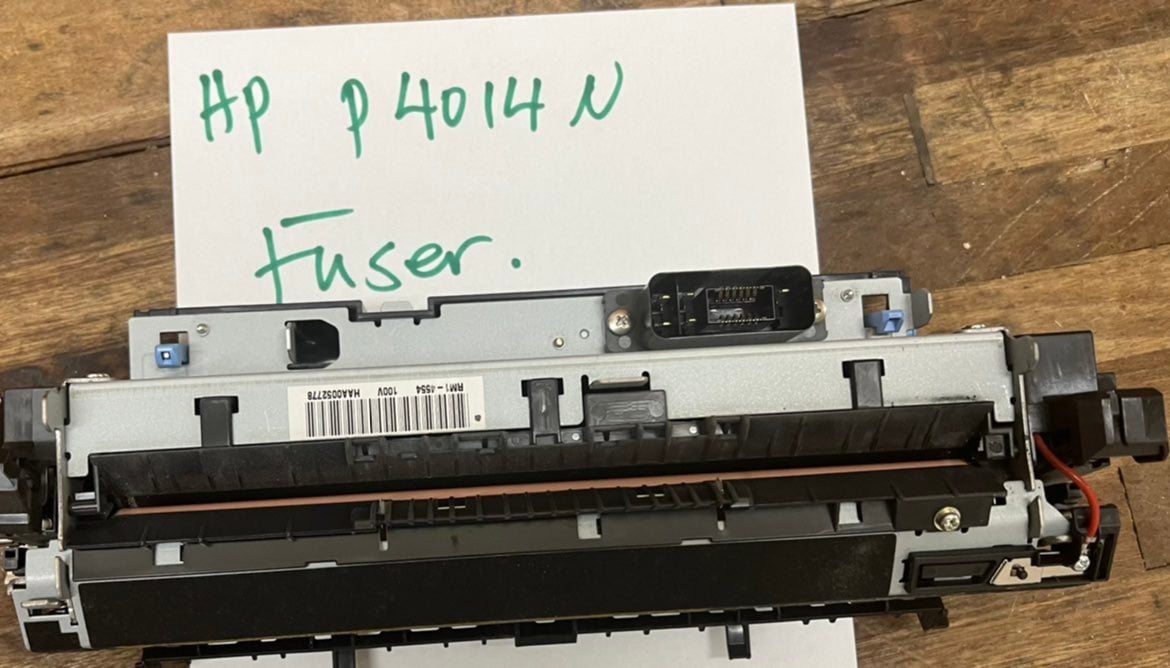 HP P4014N
Fuser.
RM1-4554 100V HAA0052778